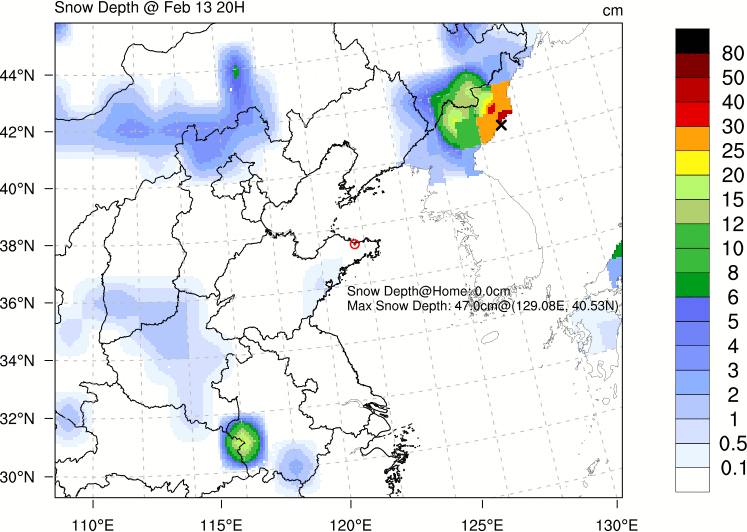 Snow Depth @ Feb 13 20H
cm
44°N
42°N
40°N
38°N
36°N
34°N
32°N
30°N
Snow Depth@Home: 0.0cm
Max Snow Depth: 47.0cm@(129.08E, 40.53N)
110°E
115°E
120°E
125°E
130°E
80
50
40
30
25
20
15
12
10
8
6
5
4
3
2
1
0.5
0.1